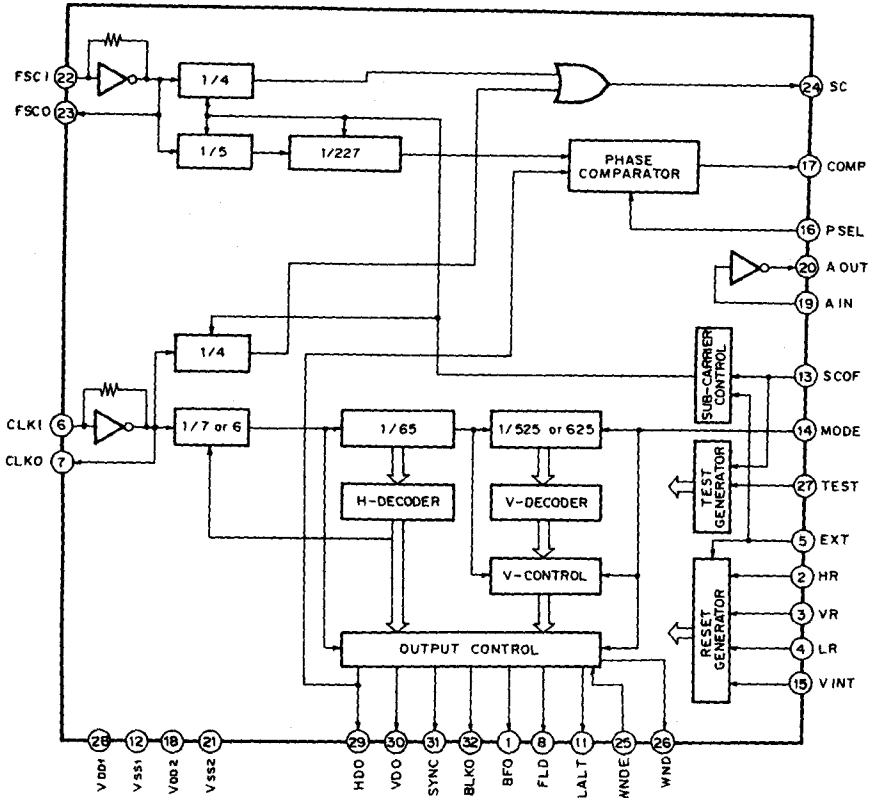 FSCI 22
1/4
24 SC
FSCO 23
1/5
1/227
PHASE
COMPARATOR
17 COMP
16 PSEL
20 A OUT
19 A IN
1/4
SUB-CARRIER
CONTROL
13 SCOF
CLKI 6
1/7 or 6
1/65
1/525 or 625
14 MODE
CLKO 7
TEST
GENERATOR
27 TEST
H-DECODER
V-DECODER
5 EXT
V-CONTROL
2 HR
RESET
GENERATOR
3 VR
OUTPUT CONTROL
4 LR
15 VINT
28 12 18 21 29 30 31 32 1 8 11 25 26
VDD1 VSS1 VDD2 VSS2 HDO VDO SYNC BLKO BFO FLD LALT WNDE WND